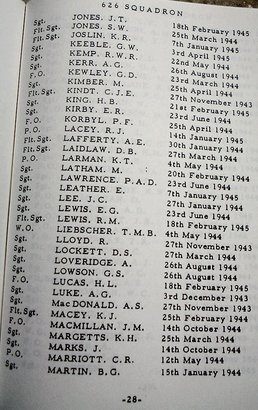 626 SQUADRON
Sgt. JONES, J.T. 18th February 1945
Flt.Sgt. JONES, S.W. 25th March 1944
Flt.Sgt. JOSLIN, K.R. 7th January 1945
Sgt. KEEBLE, G.W. 3rd April 1945
Sgt. KEMP, R.W.R. 22nd May 1944
Sgt. KERR, A.G. 26th August 1944
F.O. KEWLEY, G.D. 23rd March 1944
Sgt. KIMBER, M. 25th April 1944
Flt.Sgt. KINDT, C.J.E. 27th November 1943
Sgt. KING, H.B. 21st February 1945
Sgt. KIRBY, E.R. 23rd June 1944
F.O. KORBYL, P.F. 25th April 1944
P.O. LACEY, R.J. 14th January 1945
Flt.Sgt. LAFFERTY, A.E. 30th January 1944
Flt.Sgt. LAIDLAW, D.B. 27th March 1944
P.O. LARMAN, K.T. 4th May 1944
Sgt. LATHAM, M. 20th February 1944
Sgt. LAWRENCE, P.A.D. 23rd June 1944
Sgt. LEATHER, E. 7th January 1944
Sgt. LEE, J.C. 27th January 1944
Sgt. LEWIS, E.G. 23rd June 1944
Flt.Sgt. LEWIS, R.M. 18th February 1945
W.O. LIEBSCHER, T.M.B. 4th May 1944
Sgt. LLOYD, R. 27th November 1943
Sgt. LOCKETT, D.S. 27th March 1944
Sgt. LOVERIDGE, A. 26th August 1944
Sgt. LOWSON, G.S. 26th August 1944
F.O. LUCAS, H.L. 18th March 1944
Sgt. LUKE, A.G. 3rd December 1943
Sgt. MacDONALD, A.S. 27th November 1943
Flt.Sgt. MACEY, K.J. 25th February 1944
F.O. MACMILLAN, J.M. 14th October 1944
Sgt. MARGETTS, K.H. 25th March 1944
Sgt. MARKS, J. 14th October 1944
P.O. MARRIOTT, C.R. 12th May 1944
Sgt. MARTIN, B.G. 15th January 1944
-28-